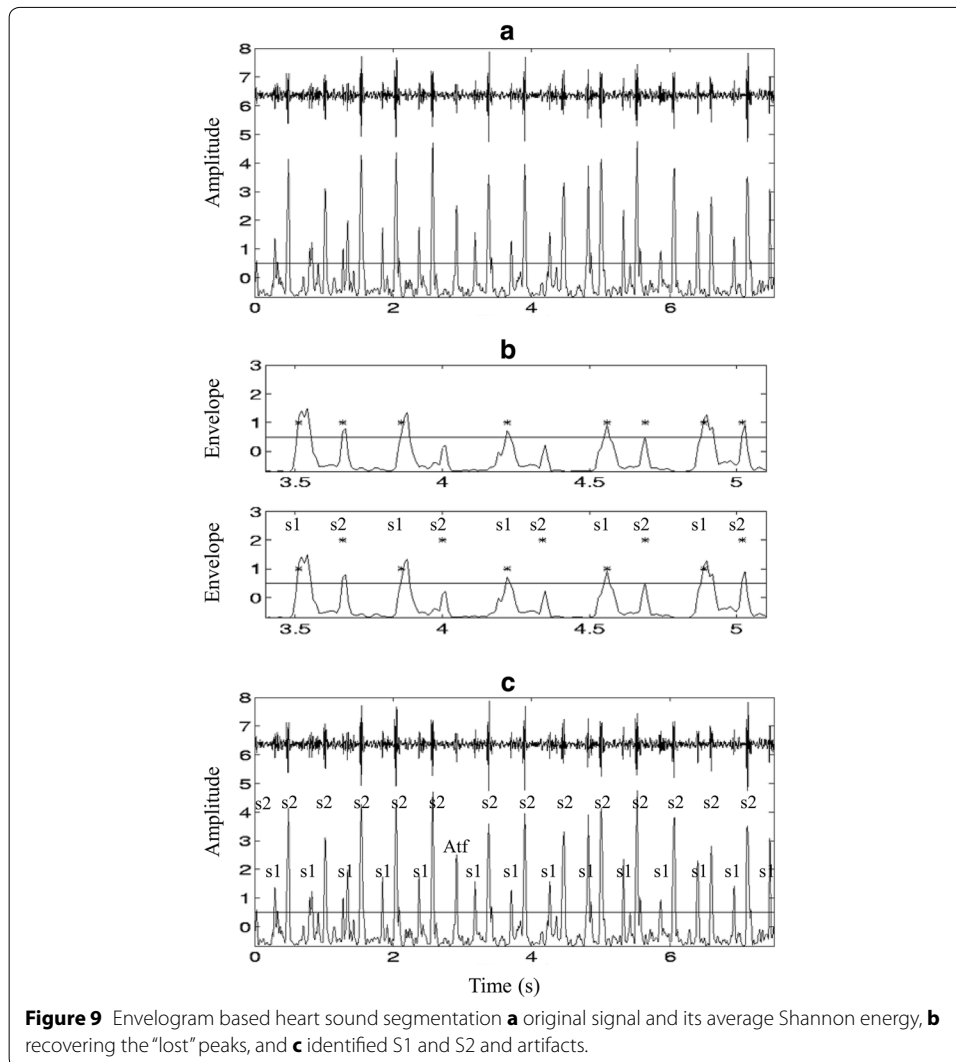 a
8
7
6
5
4
3
2
1
0
Amplitude
0 2 4 6
b
3
2
1
0
Envelope
3.5 4 4.5 5
3
2
1
0
Envelope
s1 s2 s1 s2 s1 s2 s1 s2 s1 s2
3.5 4 4.5 5
c
8
7
6
5
4
3
2
1
0
Amplitude
s2 s2 s2 s2 s2 s2 s2 s2 s2 s2 s2 s2 s2 s2
Atf
s1 s1 s1 s1 s1 s1 s1 s1 s1 s1 s1 s1 s1
0 2 4 6
Time (s)
Figure 9 Envelogram based heart sound segmentation a original signal and its average Shannon energy, b
recovering the "lost" peaks, and c identified S1 and S2 and artifacts.